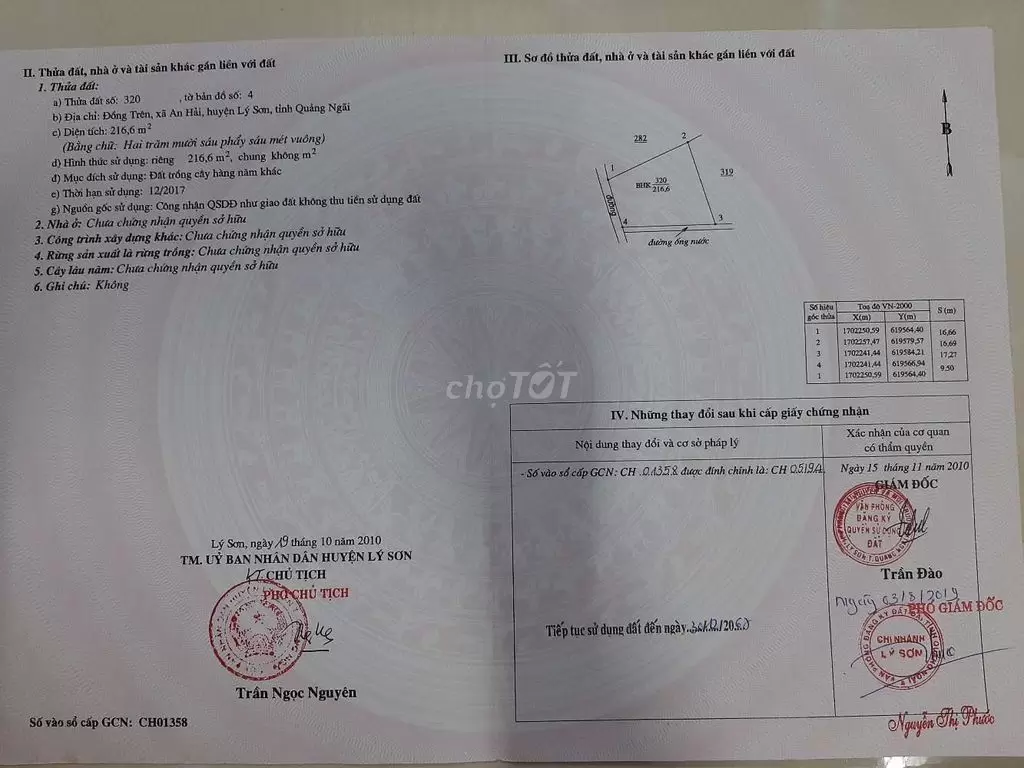 II. Thửa đất, nhà ở và tài sản khác gắn liền với đất
1. Thửa đất:
a) Thửa đất số: 320 , tờ bản đồ số: 4
b) Địa chỉ: Đồng Trên, xã An Hải, huyện Lý Sơn, tỉnh Quảng Ngãi
c) Diện tích: 216,6 m²
(Bằng chữ: Hai trăm mười sáu phẩy sáu mét vuông)
d) Hình thức sử dụng: riêng 216,6 m², chung không m²
đ) Mục đích sử dụng: Đất trồng cây hàng năm khác
e) Thời hạn sử dụng: 12/2017
g) Nguồn gốc sử dụng: Công nhận QSDĐ như giao đất không thu tiền sử dụng đất
2. Nhà ở: Chưa chứng nhận quyền sở hữu
3. Công trình xây dựng khác: Chưa chứng nhận quyền sở hữu
4. Rừng sản xuất là rừng trồng: Chưa chứng nhận quyền sở hữu
5. Cây lâu năm: Chưa chứng nhận quyền sở hữu
6. Ghi chú: Không
Lý Sơn, ngày 19 tháng 10 năm 2010
TM. UỶ BAN NHÂN DÂN HUYỆN LÝ SƠN
KT. CHỦ TỊCH
PHÓ CHỦ TỊCH
Trần Ngọc Nguyên
Số vào sổ cấp GCN: CH01358
III. Sơ đồ thửa đất, nhà ở và tài sản khác gắn liền với đất
B
282
2
1
319
BHK 320
216,6
đường
4
3
đường ống nước
Số hiệu góc thửa Toạ độ VN-2000 S (m)
X(m) Y(m)
1 1702250,59 619564,40
16,66
2 1702257,47 619579,57
16,69
3 1702241,44 619584,21
17,27
4 1702241,44 619566,94
9,50
1 1702250,59 619564,40
chợTỐT
IV. Những thay đổi sau khi cấp giấy chứng nhận
Nội dung thay đổi và cơ sở pháp lý
Xác nhận của cơ quan
có thẩm quyền
- Số vào sổ cấp GCN: CH 01358 được đính chính là: CH 0519A
Ngày 15 tháng 11 năm 2010
GIÁM ĐỐC
VĂN PHÒNG
ĐĂNG KÝ
QUYỀN SỬ DỤNG
ĐẤT
Trần Đào
Ngày 03/8/2019
PHÓ GIÁM ĐỐC
CHI NHÁNH
LÝ SƠN
Tiếp tục sử dụng đất đến ngày
Nguyễn Thị Phước